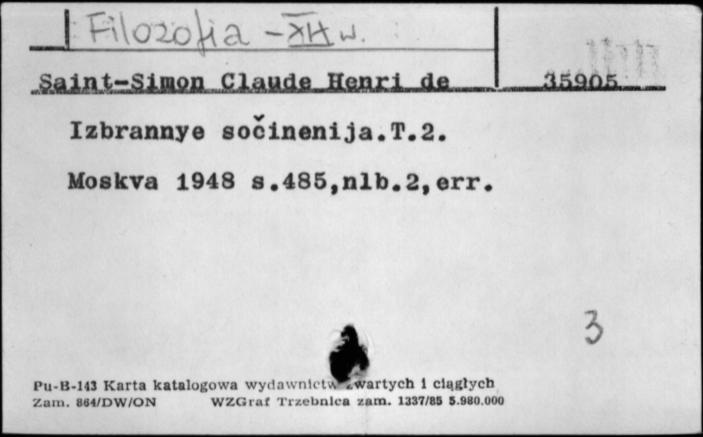 Filozofia - XIX w.
Saint-Simon Claude Henri de 35905
Izbrannye sočinenija.T.2.
Moskva 1948 s.485,nlb.2,err.
3
Pu-B-143 Karta katalogowa wydawnictw zwartych i ciągłych
Zam. 864/DW/ON WZGraf Trzebnica zam. 1337/85 5.980.000